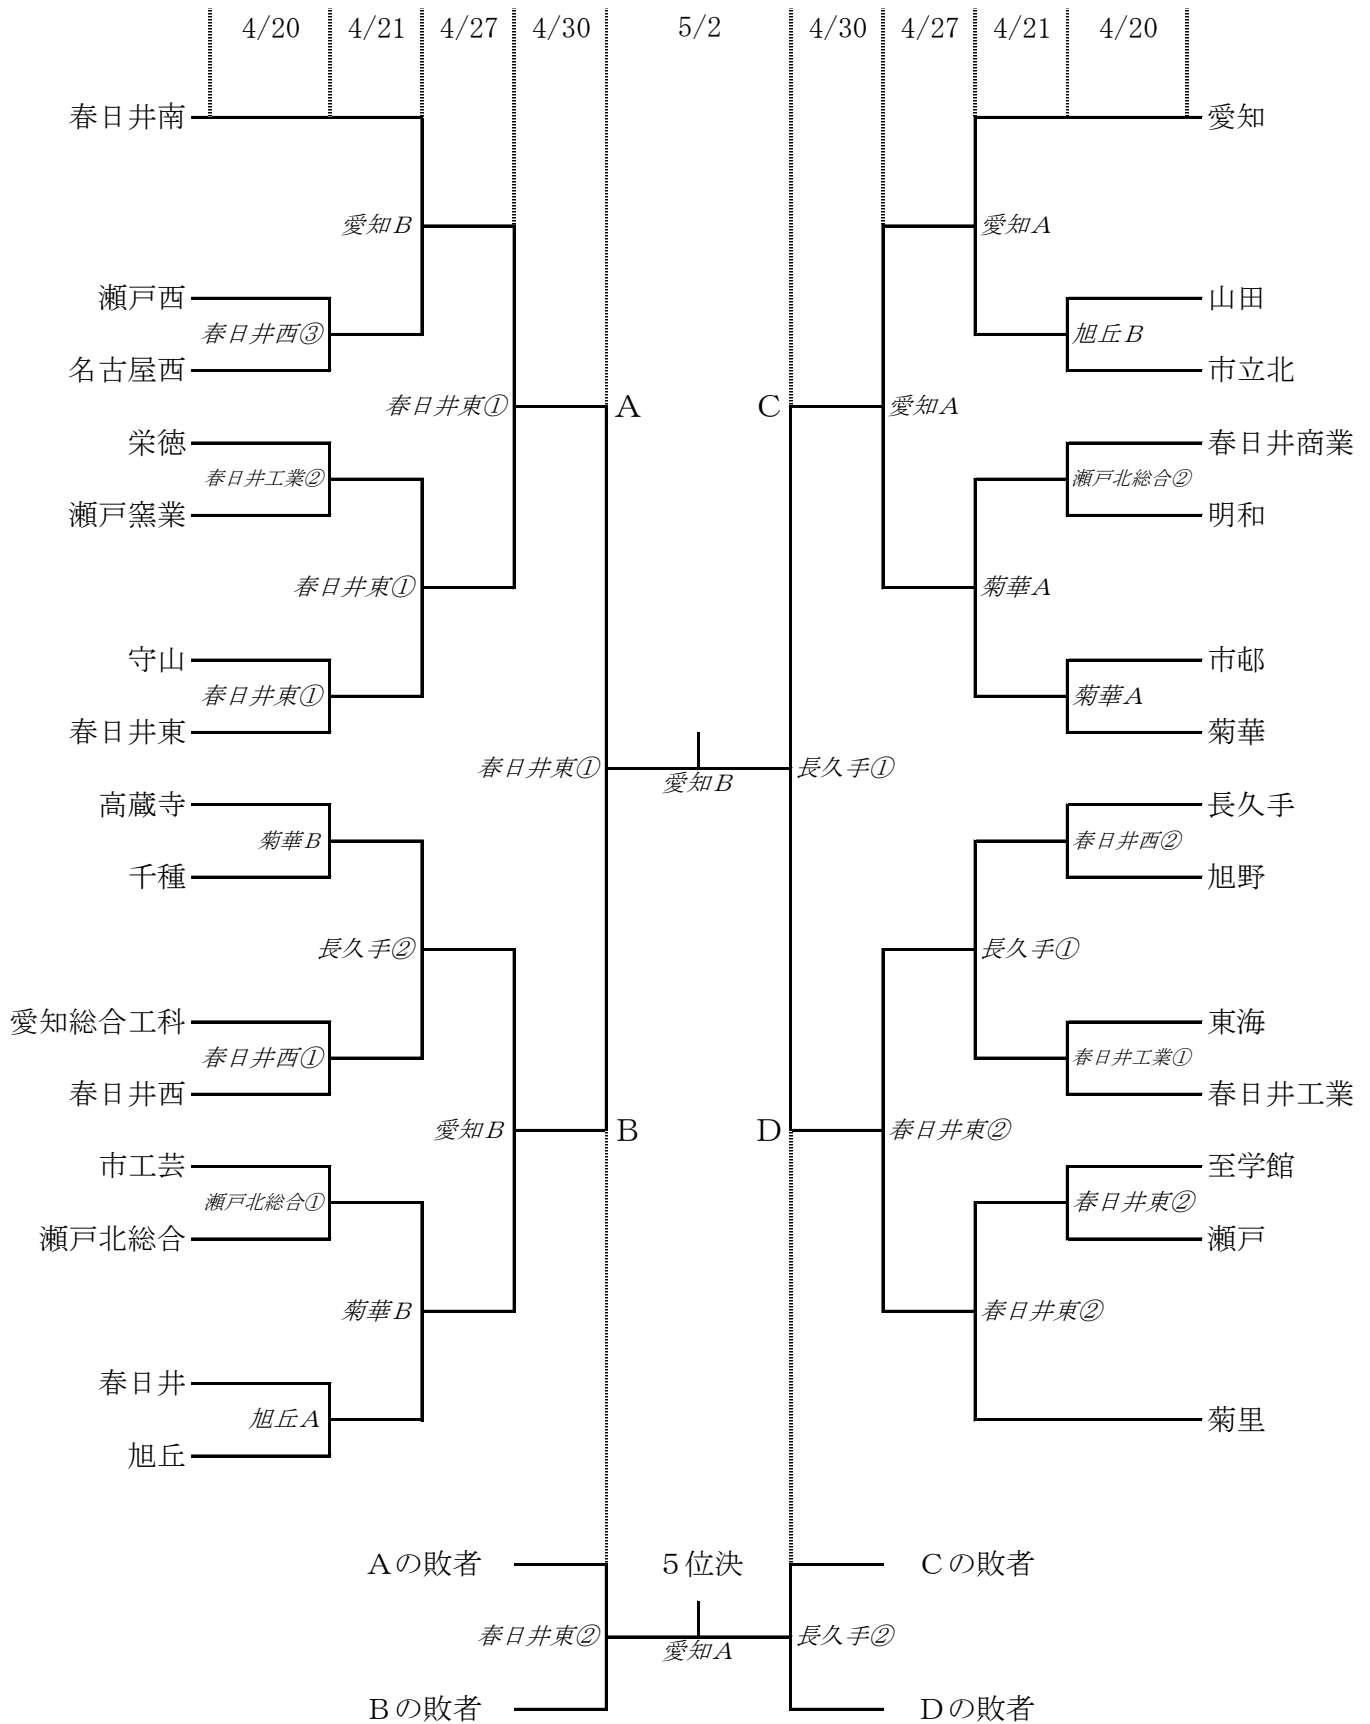 4/20 4/21 4/27 4/30 5/2 4/30 4/27 4/21 4/20
春日井南 愛知
愛知B 愛知A
瀬戸西 山田
春日井西③ 旭丘B
名古屋西 市立北
春日井東① A C 愛知A
栄徳 春日井商業
春日井工業② 瀬戸北総合②
瀬戸窯業 明和
春日井東① 菊華A
守山 市邨
春日井東① 菊華A
春日井東 菊華
春日井東① 愛知B 長久手①
高蔵寺 長久手
菊華B 春日井西②
千種 旭野
長久手② 長久手①
愛知総合工科 東海
春日井西① 春日井工業①
春日井西 春日井工業
愛知B B D 春日井東②
市工芸 至学館
瀬戸北総合① 春日井東②
瀬戸北総合 瀬戸
菊華B 春日井東②
春日井
旭丘A 菊里
旭丘
Aの敗者 5位決 Cの敗者
春日井東② 愛知A 長久手②
Bの敗者 Dの敗者